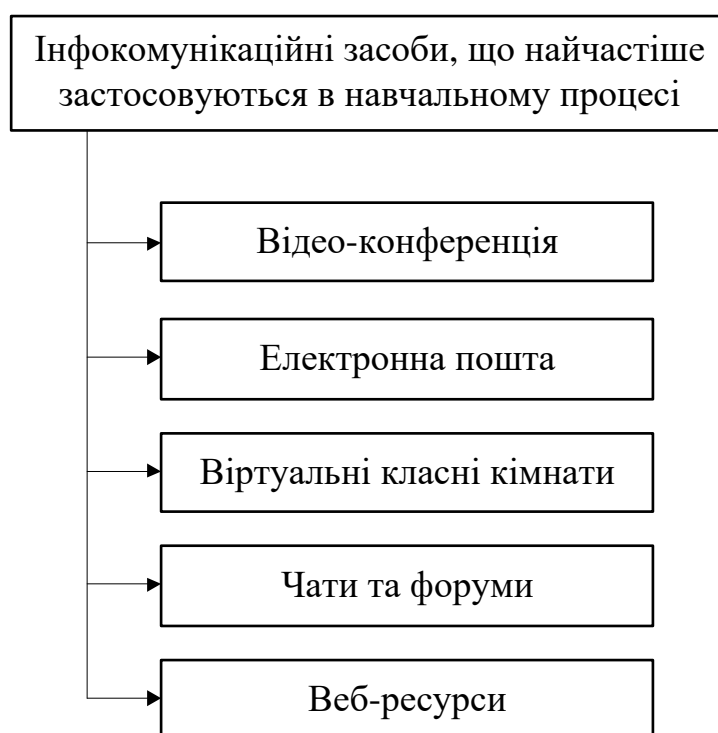 Інфокомунікаційні засоби, що найчастіше
застосовуються в навчальному процесі
Відео-конференція
Електронна пошта
Віртуальні класні кімнати
Чати та форуми
Веб-ресурси